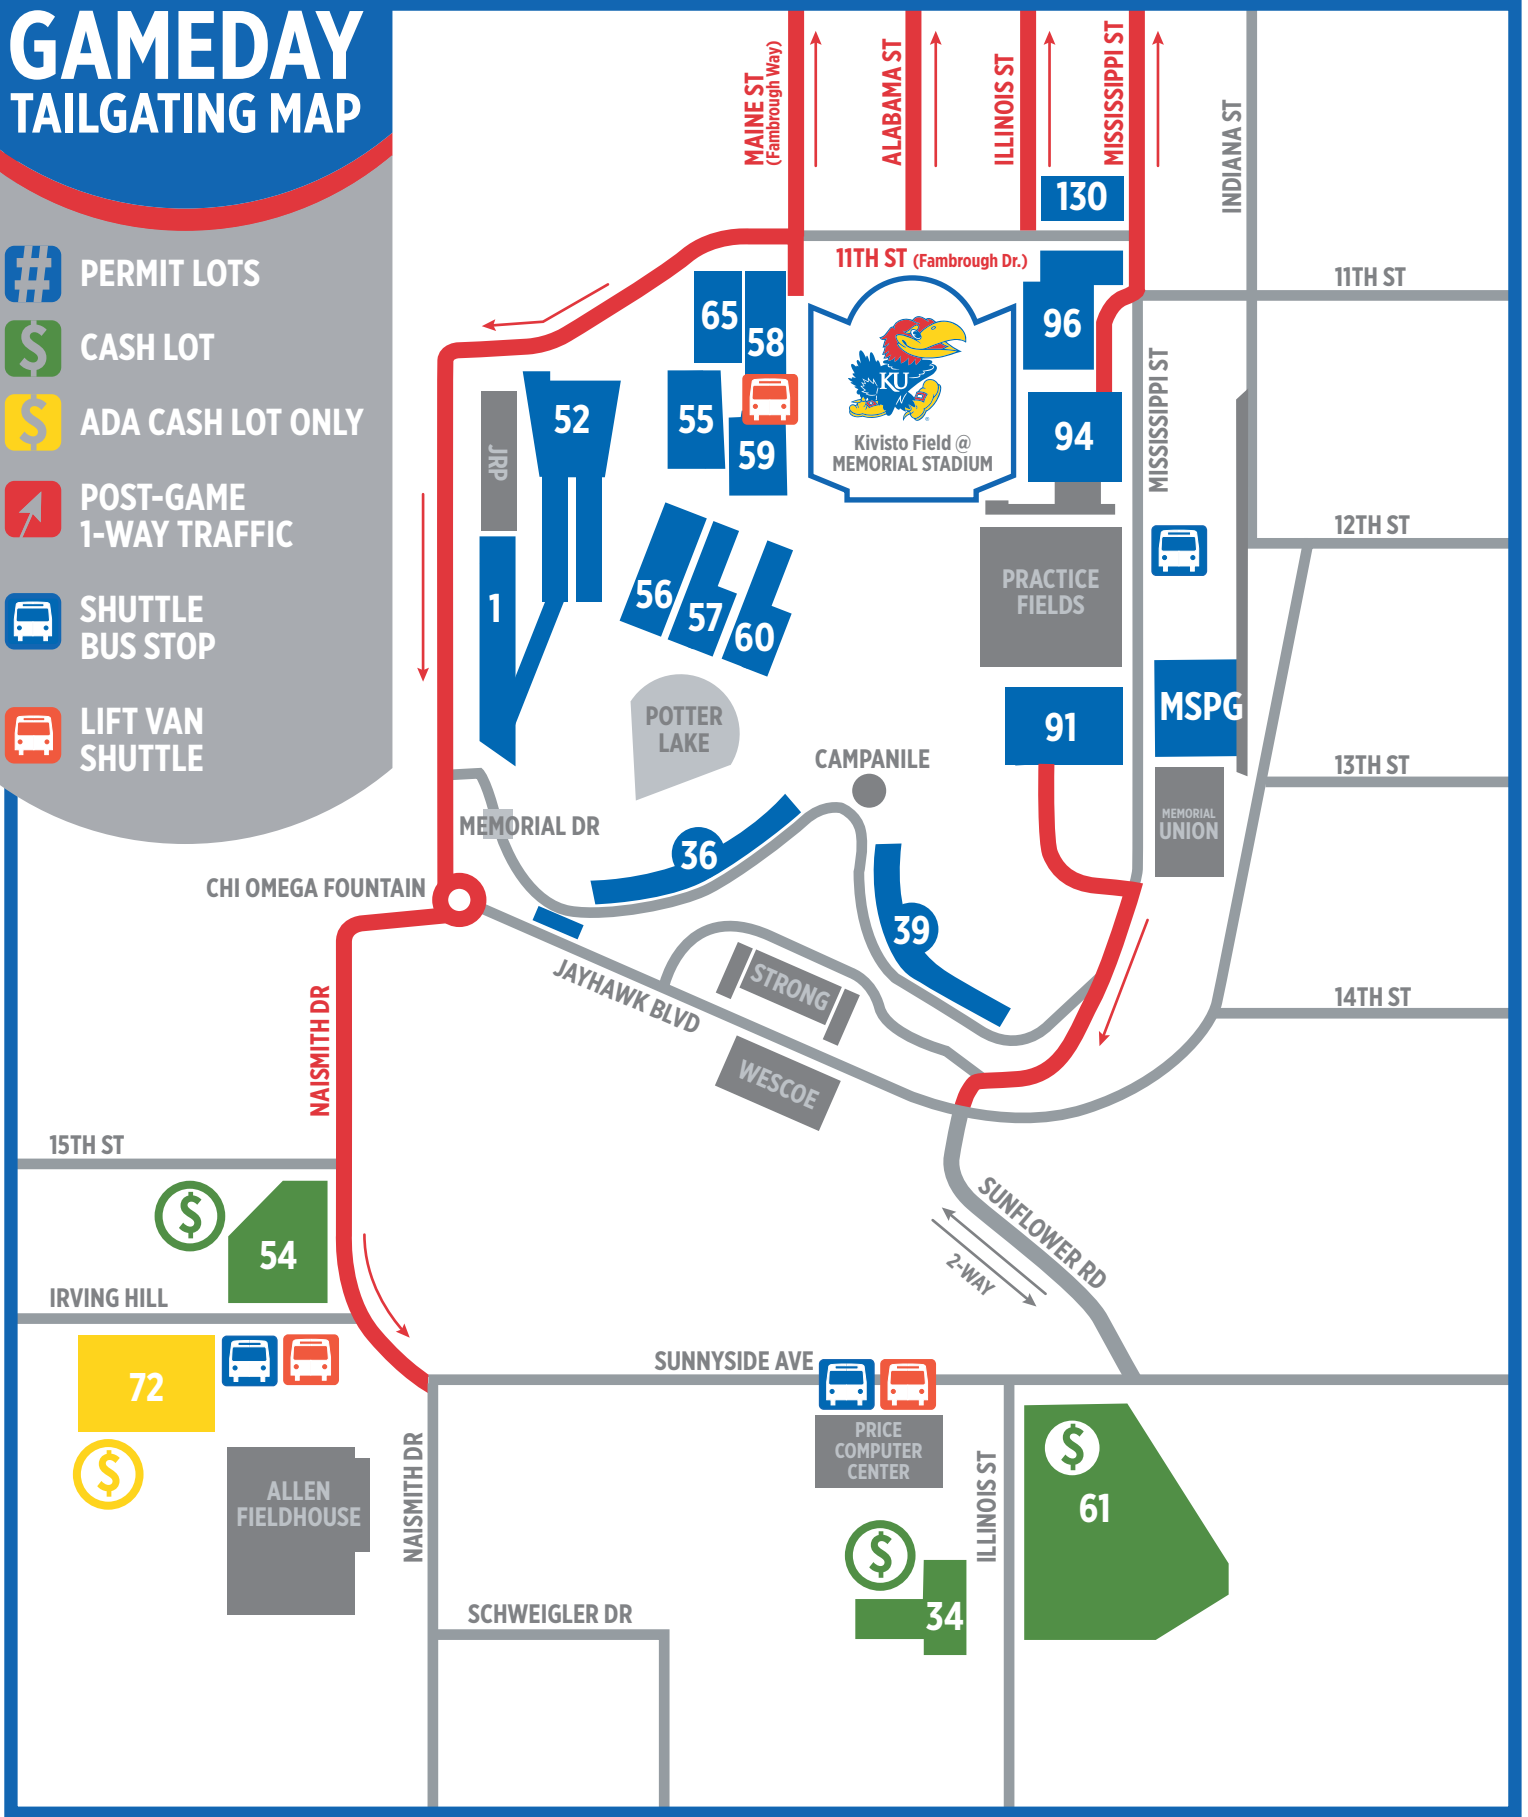 GAMEDAY
TAILGATING MAP
#
PERMIT LOTS
$
CASH LOT
$
ADA CASH LOT ONLY
POST-GAME
1-WAY TRAFFIC
SHUTTLE
BUS STOP
LIFT VAN
SHUTTLE
MAINE ST
(Fambrough Way)
ALABAMA ST
ILLINOIS ST
MISSISSIPPI ST
INDIANA ST
130
11TH ST (Fambrough Dr.)
11TH ST
65
58
96
KU
Kivisto Field @
MEMORIAL STADIUM
52
55
59
94
JRP
MISSISSIPPI ST
12TH ST
PRACTICE
FIELDS
1
56
57
60
POTTER
LAKE
91
MSPG
CAMPANILE
13TH ST
MEMORIAL
UNION
MEMORIAL DR
36
CHI OMEGA FOUNTAIN
39
JAYHAWK BLVD
STRONG
WESCOE
14TH ST
NAISMITH DR
15TH ST
$
54
SUNFLOWER RD
2-WAY
IRVING HILL
72
$
SUNNYSIDE AVE
PRICE
COMPUTER
CENTER
ALLEN
FIELDHOUSE
NAISMITH DR
ILLINOIS ST
$
61
$
34
SCHWEIGLER DR